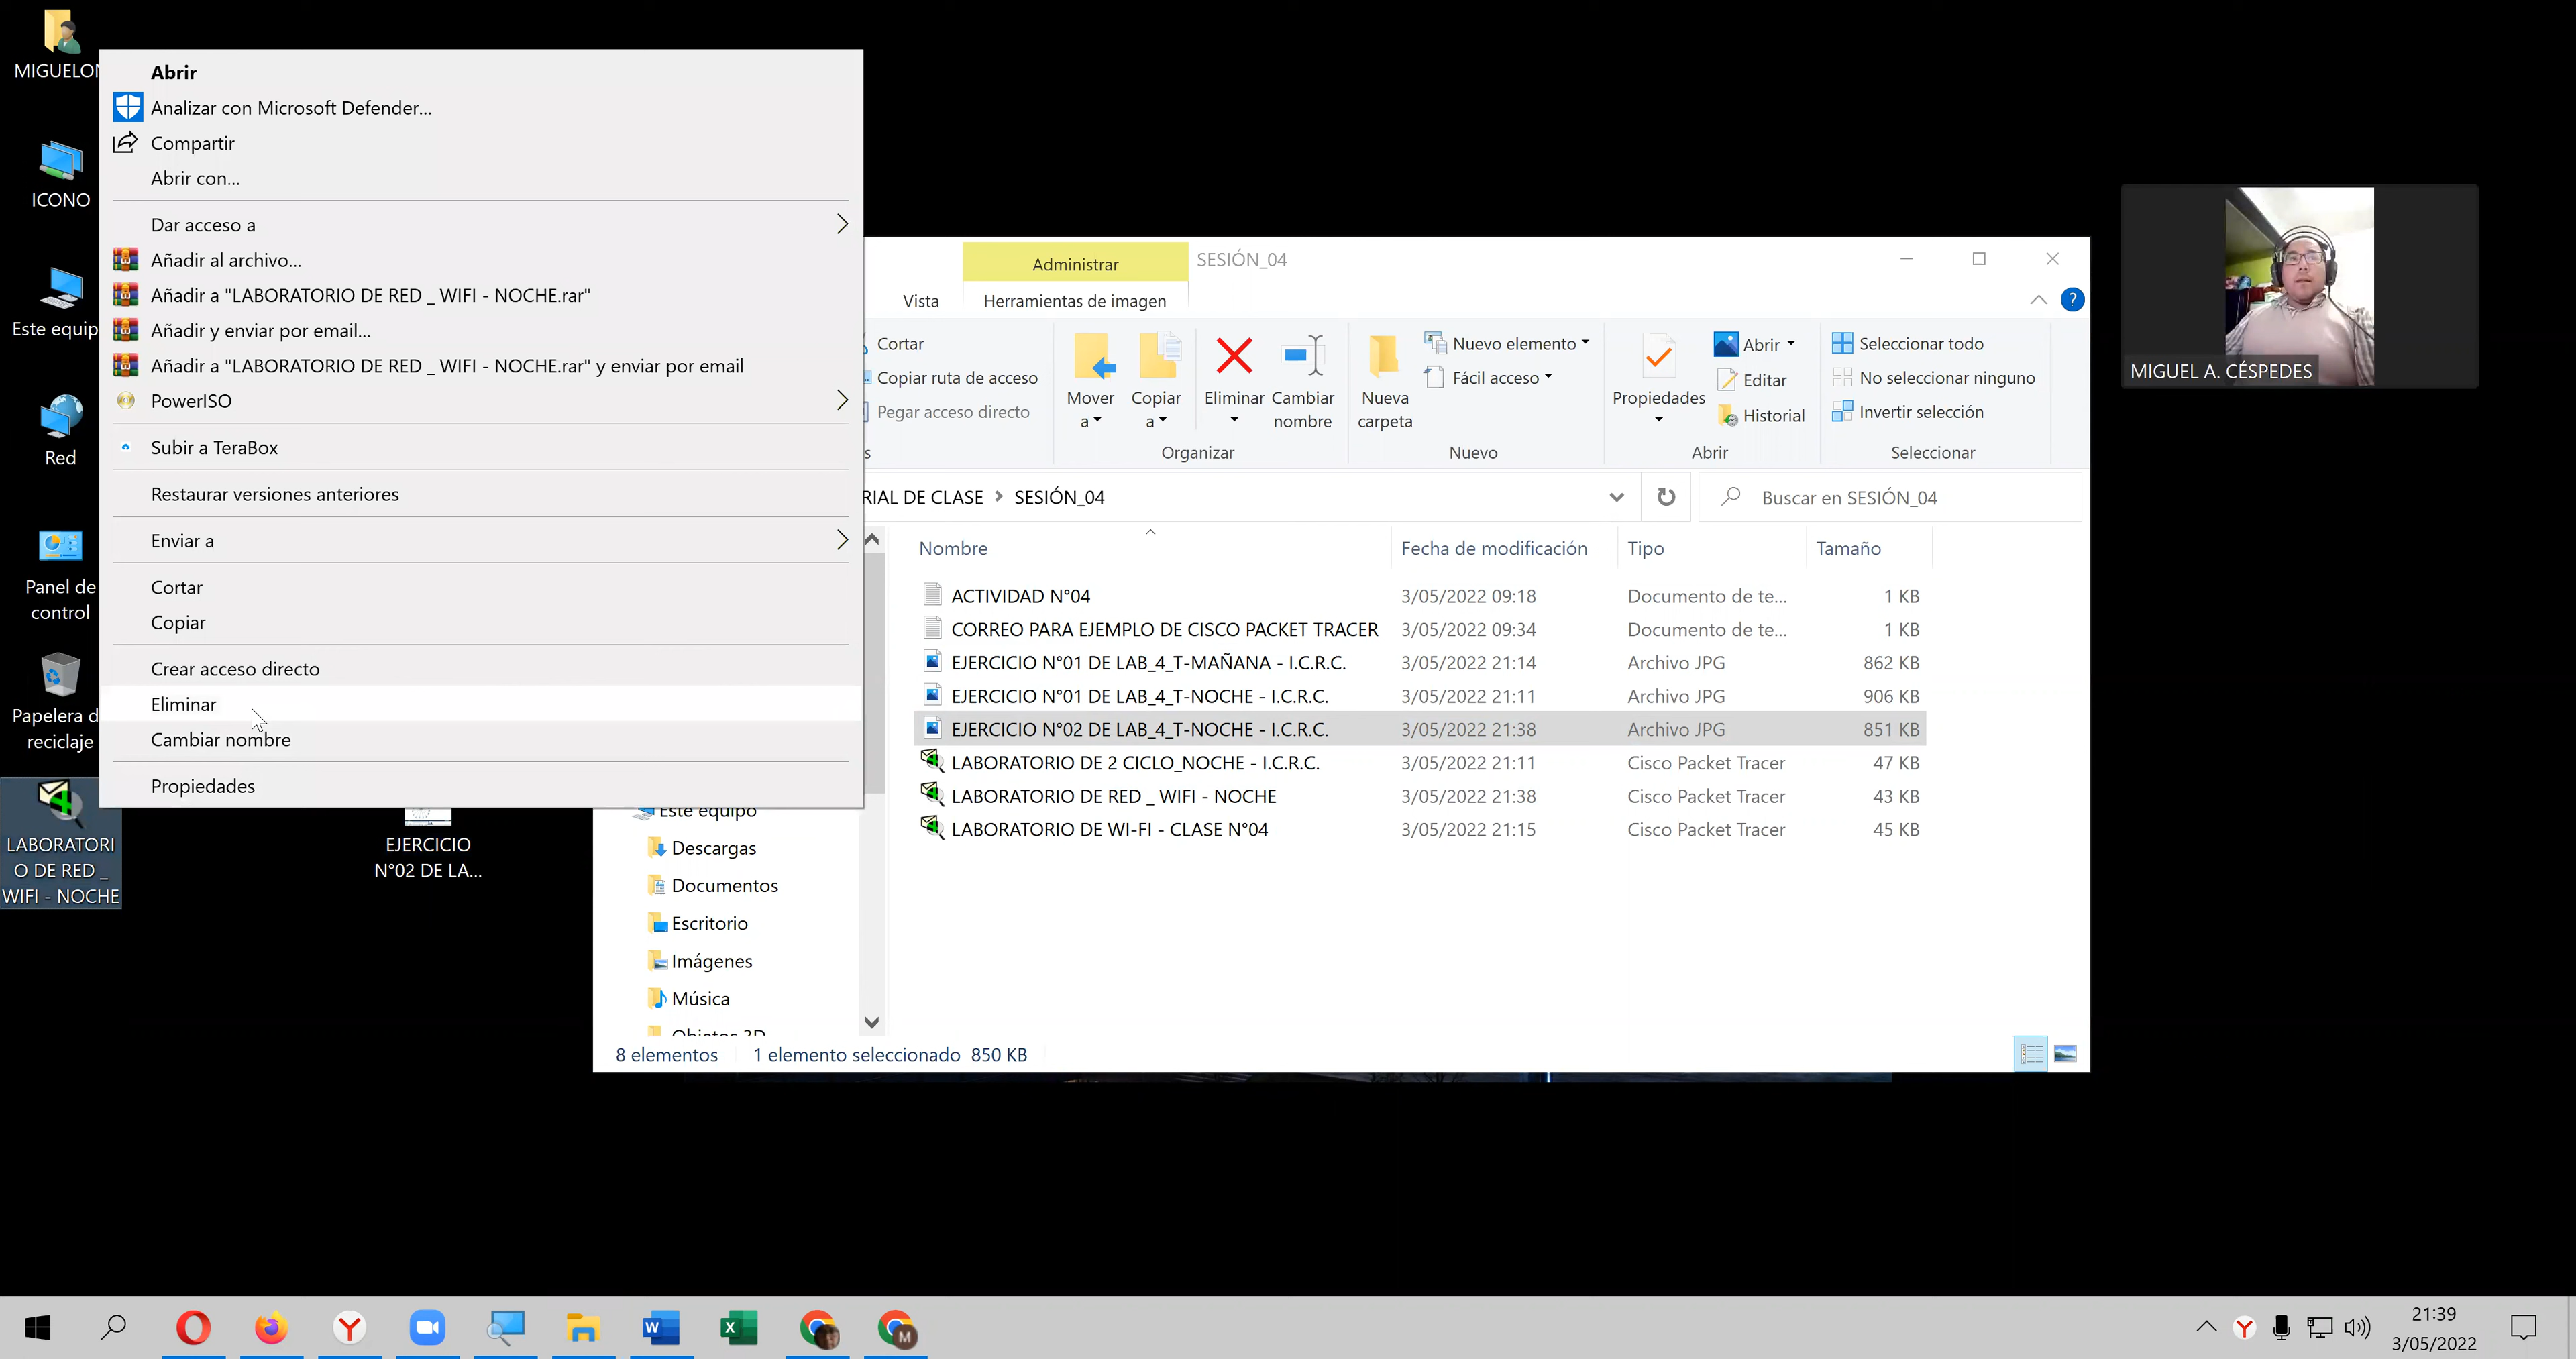 MIGUELON
ICONO
Este equip
Red
Panel de
control
Papelera d
reciclaje
LABORATORI
O DE RED _
WIFI - NOCHE
EJERCICIO
N°02 DE LA...
Abrir
Analizar con Microsoft Defender...
Compartir
Abrir con...
Dar acceso a
Añadir al archivo...
Añadir a "LABORATORIO DE RED _ WIFI - NOCHE.rar"
Añadir y enviar por email...
Añadir a "LABORATORIO DE RED _ WIFI - NOCHE.rar" y enviar por email
PowerISO
Subir a TeraBox
Restaurar versiones anteriores
Enviar a
Cortar
Copiar
Crear acceso directo
Eliminar
Cambiar nombre
Propiedades
Administrar
SESIÓN_04
Vista
Herramientas de imagen
Cortar
Copiar ruta de acceso
Pegar acceso directo
Mover
a
Copiar
a
Eliminar
Cambiar
nombre
Organizar
Nueva
carpeta
Nuevo elemento
Fácil acceso
Nuevo
Propiedades
Abrir
Editar
Historial
Abrir
Seleccionar todo
No seleccionar ninguno
Invertir selección
Seleccionar
RIAL DE CLASE > SESIÓN_04
Buscar en SESIÓN_04
Nombre Fecha de modificación Tipo Tamaño
ACTIVIDAD N°04 3/05/2022 09:18 Documento de te... 1 KB
CORREO PARA EJEMPLO DE CISCO PACKET TRACER 3/05/2022 09:34 Documento de te... 1 KB
EJERCICIO N°01 DE LAB_4_T-MAÑANA - I.C.R.C. 3/05/2022 21:14 Archivo JPG 862 KB
EJERCICIO N°01 DE LAB_4_T-NOCHE - I.C.R.C. 3/05/2022 21:11 Archivo JPG 906 KB
EJERCICIO N°02 DE LAB_4_T-NOCHE - I.C.R.C. 3/05/2022 21:38 Archivo JPG 851 KB
LABORATORIO DE 2 CICLO_NOCHE - I.C.R.C. 3/05/2022 21:11 Cisco Packet Tracer 47 KB
LABORATORIO DE RED _ WIFI - NOCHE 3/05/2022 21:38 Cisco Packet Tracer 43 KB
LABORATORIO DE WI-FI - CLASE N°04 3/05/2022 21:15 Cisco Packet Tracer 45 KB
Este equipo
Descargas
Documentos
Escritorio
Imágenes
Música
Objetos 3D
8 elementos 1 elemento seleccionado 850 KB
MIGUEL A. CÉSPEDES
21:39
3/05/2022